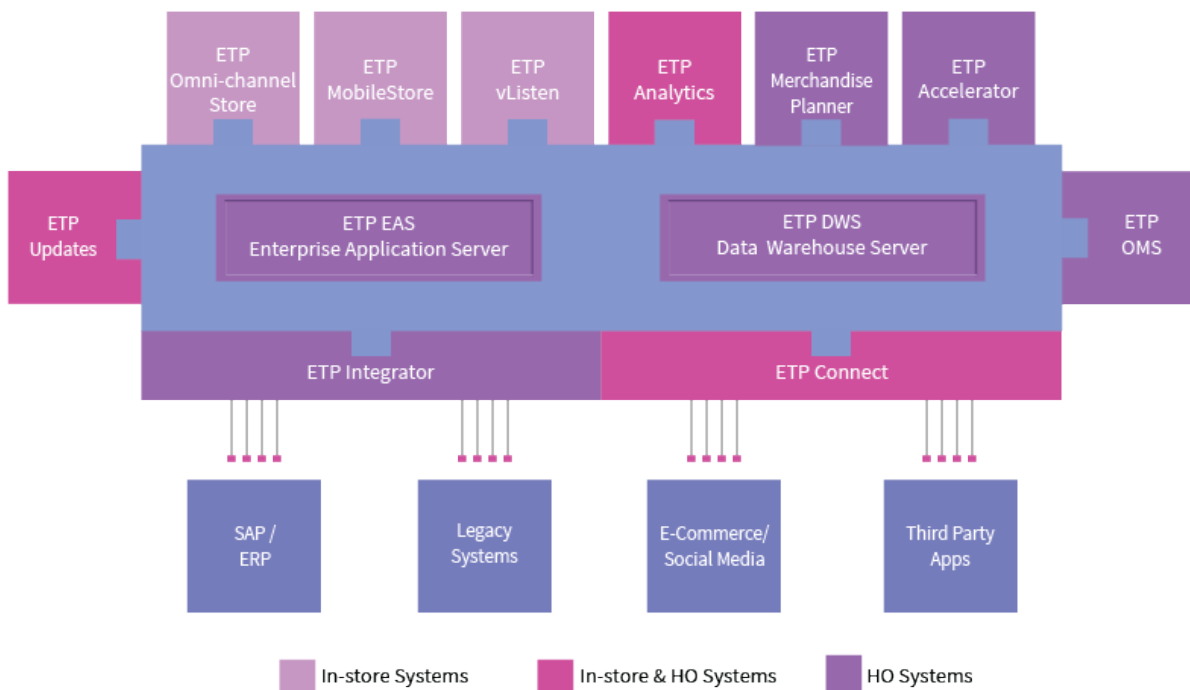 ETP
Omni-channel
Store
ETP
MobileStore
ETP
vListen
ETP
Analytics
ETP
Merchandise
Planner
ETP
Accelerator
ETP
Updates
ETP EAS
Enterprise Application Server
ETP DWS
Data Warehouse Server
ETP
OMS
ETP Integrator
ETP Connect
SAP /
ERP
Legacy
Systems
E-Commerce/
Social Media
Third Party
Apps
In-store Systems
In-store & HO Systems
HO Systems